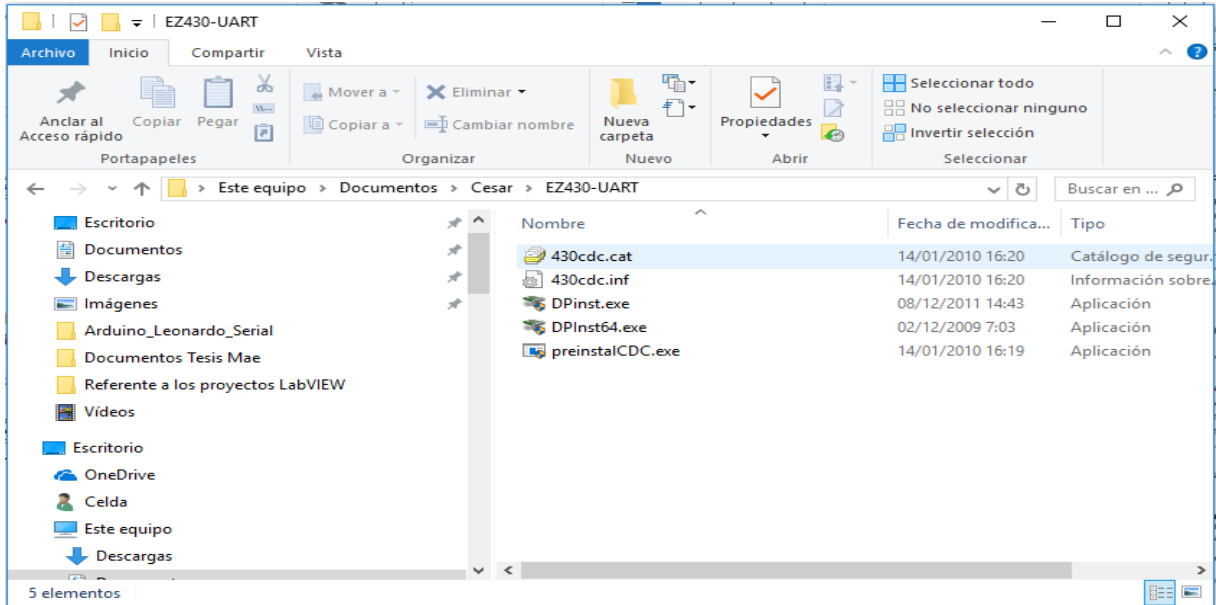 EZ430-UART
Archivo Inicio Compartir Vista
Anclar al Acceso rápido
Copiar
Pegar
Mover a
Copiar a
Eliminar
Cambiar nombre
Nueva carpeta
Propiedades
Seleccionar todo
No seleccionar ninguno
Invertir selección
Portapapeles Organizar Nuevo Abrir Seleccionar
Este equipo > Documentos > Cesar > EZ430-UART
Buscar en ...
Escritorio
Documentos
Descargas
Imágenes
Arduino_Leonardo_Serial
Documentos Tesis Mae
Referente a los proyectos LabVIEW
Vídeos
Escritorio
OneDrive
Celda
Este equipo
Descargas
Nombre Fecha de modifica... Tipo
430cdc.cat 14/01/2010 16:20 Catálogo de segur.
430cdc.inf 14/01/2010 16:20 Información sobre.
DPinst.exe 08/12/2011 14:43 Aplicación
DPInst64.exe 02/12/2009 7:03 Aplicación
preinstalCDC.exe 14/01/2010 16:19 Aplicación
5 elementos